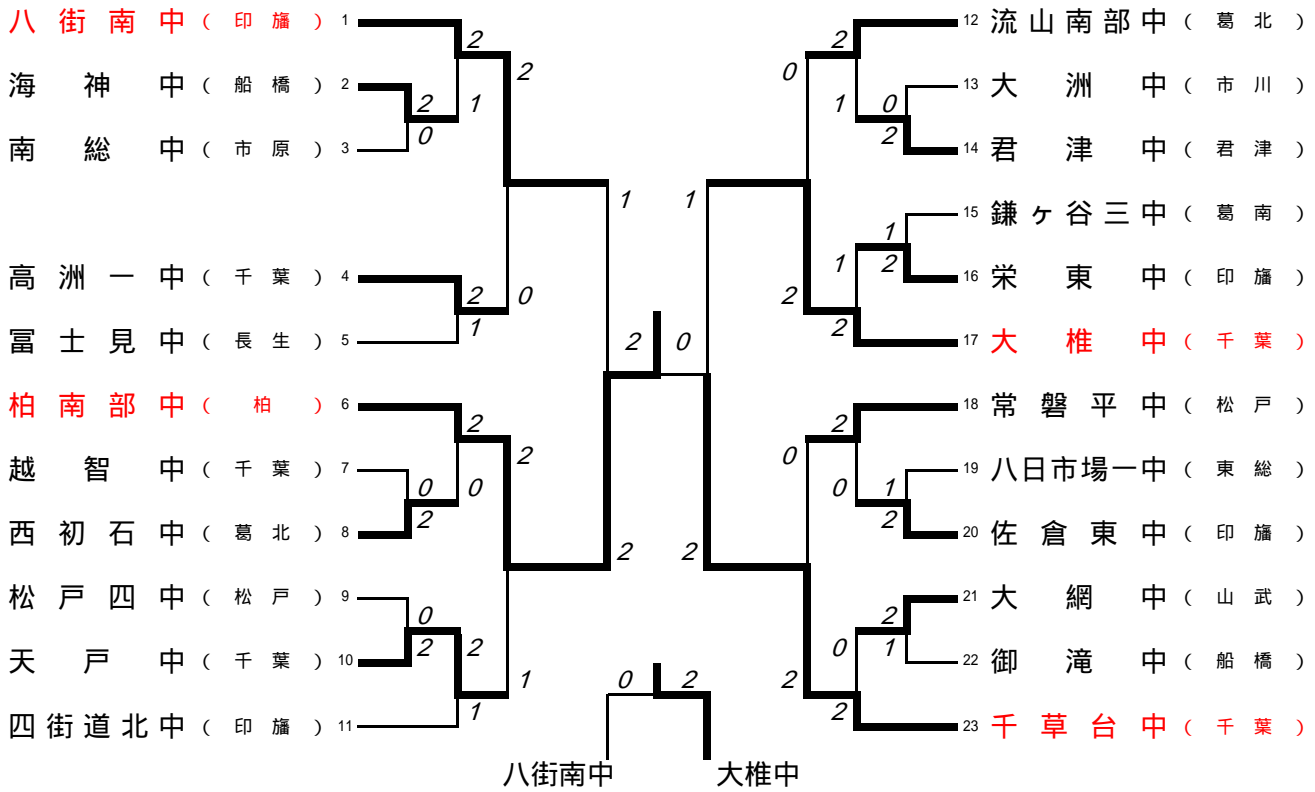 八街南中 ( 印旛 ) 1
海神中 ( 船橋 ) 2
南総中 ( 市原 ) 3
高洲一中 ( 千葉 ) 4
冨士見中 ( 長生 ) 5
柏南部中 ( 柏 ) 6
越智中 ( 千葉 ) 7
西初石中 ( 葛北 ) 8
松戸四中 ( 松戸 ) 9
天戸中 ( 千葉 ) 10
四街道北中 ( 印旛 ) 11
2
2
2
1
0
2
0
1
2
2
0
0
2
0
2
2
1
1
1
2
2
0
1
2
0
2
2
0
1
0
2
1
1
2
2
2
2
0
0
1
2
2
0
1
2
2
12 流山南部中 ( 葛北 )
13 大洲中 ( 市川 )
14 君津中 ( 君津 )
15 鎌ヶ谷三中 ( 葛南 )
16 栄東中 ( 印旛 )
17 大椎中 ( 千葉 )
18 常磐平中 ( 松戸 )
19 八日市場一中 ( 東総 )
20 佐倉東中 ( 印旛 )
21 大網中 ( 山武 )
22 御滝中 ( 船橋 )
23 千草台中 ( 千葉 )
0 2
八街南中 大椎中